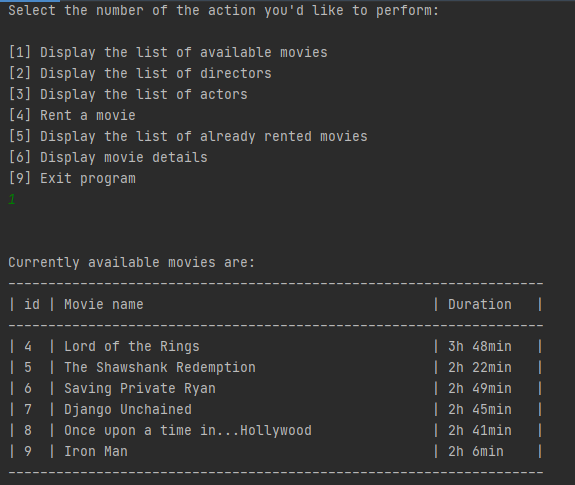 Select the number of the action you'd like to perform:
[1] Display the list of available movies
[2] Display the list of directors
[3] Display the list of actors
[4] Rent a movie
[5] Display the list of already rented movies
[6] Display movie details
[9] Exit program
1
Currently available movies are:
-------------------------------------------------------------------
| id | Movie name                                    | Duration   |
-------------------------------------------------------------------
| 4  | Lord of the Rings                             | 3h 48min   |
| 5  | The Shawshank Redemption                      | 2h 22min   |
| 6  | Saving Private Ryan                           | 2h 49min   |
| 7  | Django Unchained                              | 2h 45min   |
| 8  | Once upon a time in...Hollywood               | 2h 41min   |
| 9  | Iron Man                                      | 2h 6min    |
-------------------------------------------------------------------